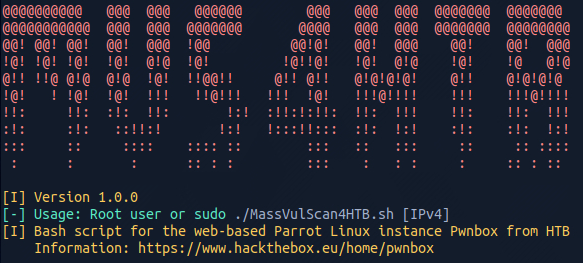 MVS4HTB
[I] Version 1.0.0
[-] Usage: Root user or sudo ./MassVulScan4HTB.sh [IPv4]
[I] Bash script for the web-based Parrot Linux instance Pwnbox from HTB
Information: https://www.hackthebox.eu/home/pwnbox